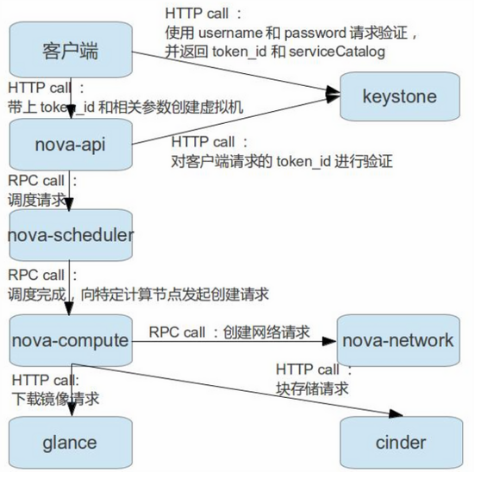 HTTP call :
使用 username 和 password 请求验证，
并返回 token_id 和 serviceCatalog
客户端
keystone
HTTP call :
带上 token_id 和相关参数创建虚拟机
nova-api
HTTP call :
对客户端请求的 token_id 进行验证
RPC call :
调度请求
nova-scheduler
RPC call :
调度完成，向特定计算节点发起创建请求
nova-compute
RPC call : 创建网络请求
nova-network
HTTP call:
下载镜像请求
HTTP call :
块存储请求
glance
cinder